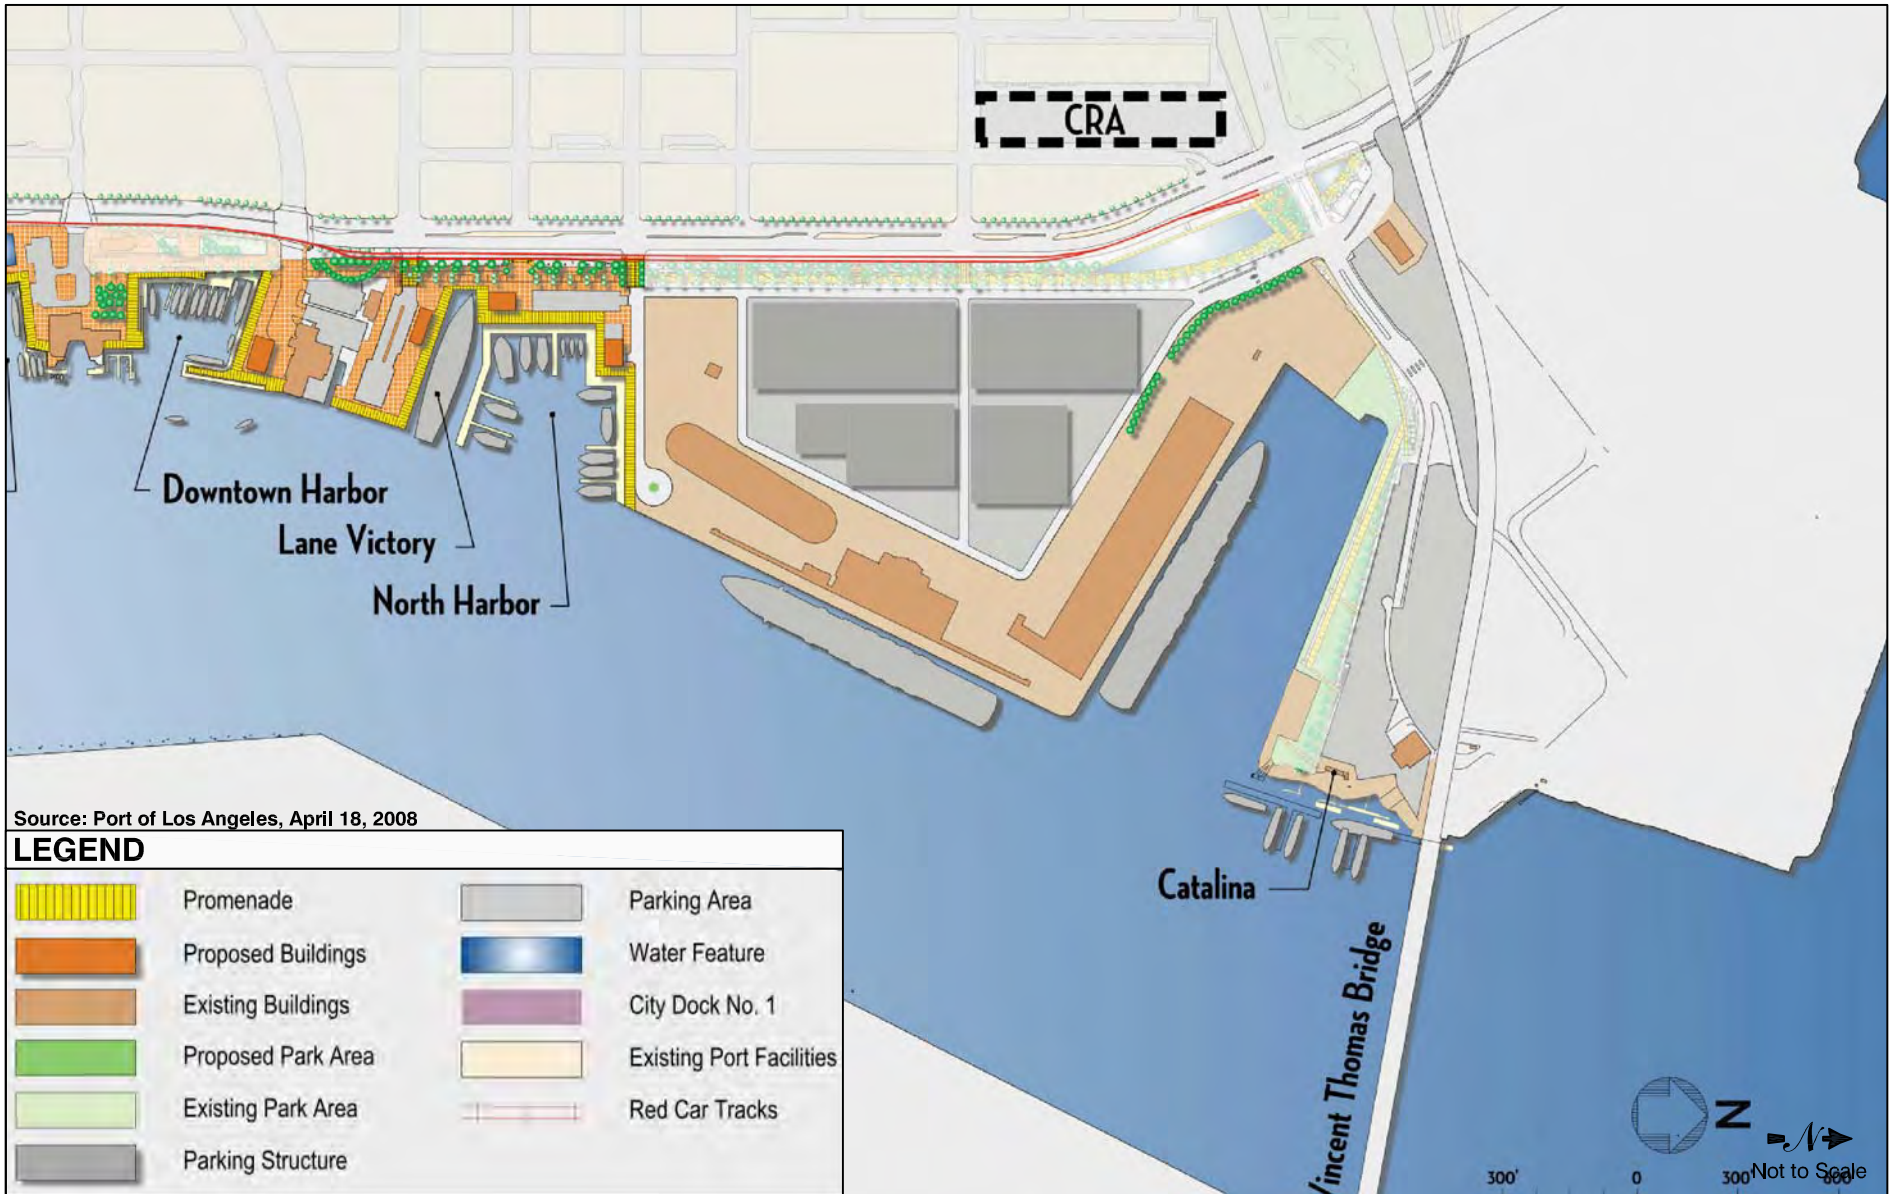 CRA
Downtown Harbor
Lane Victory
North Harbor
Catalina
Vincent Thomas Bridge
Source: Port of Los Angeles, April 18, 2008
LEGEND
Promenade
Proposed Buildings
Existing Buildings
Proposed Park Area
Existing Park Area
Parking Structure
Parking Area
Water Feature
City Dock No. 1
Existing Port Facilities
Red Car Tracks
N
N
Not to Scale
300' 0 300' 600'